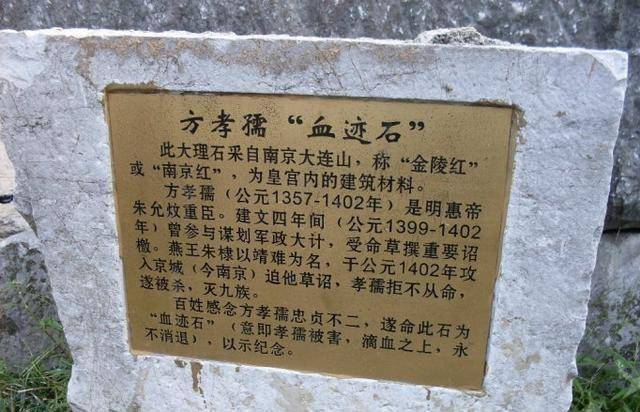 方孝孺“血迹石”
此大理石采自南京大连山，称“金陵红”
或“南京红”，为皇宫内的建筑材料。
方孝孺（公元1357-1402年）是明惠帝
朱允炆重臣。建文四年间（公元1399-1402
年）曾参与谋划军政大计，受命草撰重要诏
檄。燕王朱棣以靖难为名，于公元1402年攻
入京城（今南京）迫他草诏，孝孺拒不从命，
遂被杀，灭九族。
百姓感念方孝孺忠贞不二，遂命此石为
“血迹石”（意即孝孺被害，滴血之上，永
不消退），以示纪念。